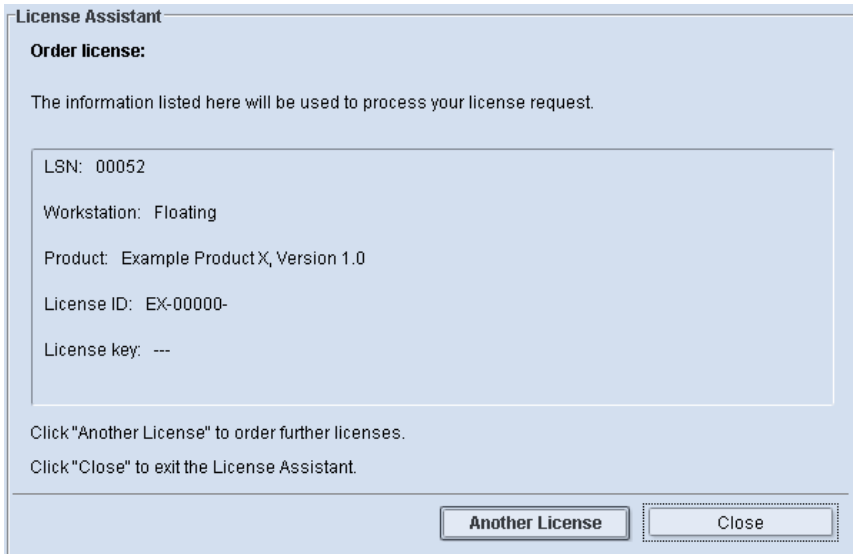 License Assistant
Order license:
The information listed here will be used to process your license request.
LSN: 00052
Workstation: Floating
Product: Example Product X, Version 1.0
License ID: EX-00000-
License key: ---
Click "Another License" to order further licenses.
Click "Close" to exit the License Assistant.
Another License Close